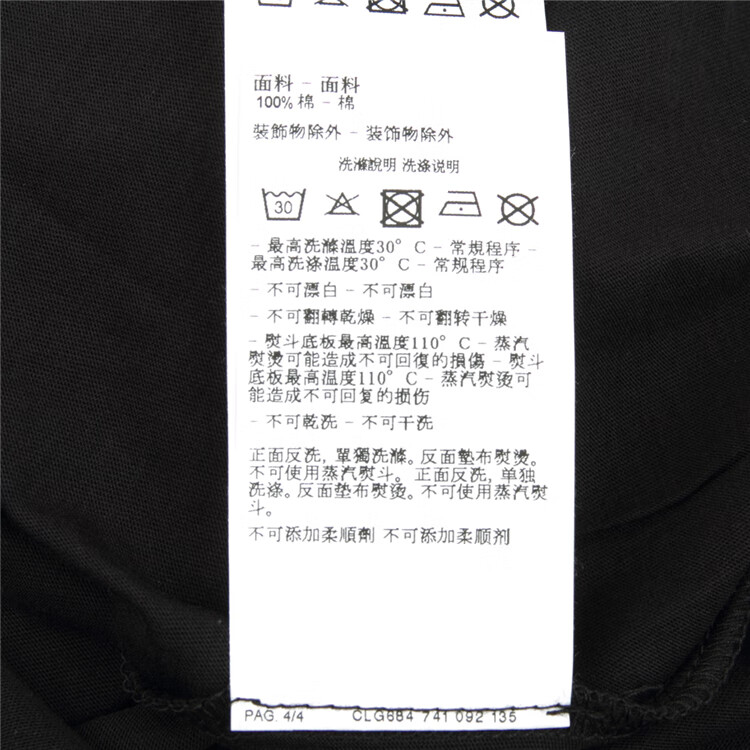 面料 - 面料
100% 棉 - 棉
裝飾物除外 - 装饰物除外
洗滌說明 洗涤说明
30
- 最高洗滌溫度30° C - 常規程序 -
最高洗涤温度30° C - 常规程序
- 不可漂白 - 不可漂白
- 不可翻轉乾燥 - 不可翻转干燥
- 熨斗底板最高溫度110° C - 蒸汽
熨燙可能造成不可回復的損傷 - 熨斗
底板最高温度110° C - 蒸汽熨烫可
能造成不可回复的损伤
- 不可乾洗 - 不可干洗
正面反洗, 單獨洗滌。反面墊布熨燙。
不可使用蒸汽熨斗。 正面反洗, 单独
洗涤。反面垫布熨烫。不可使用蒸汽熨
斗。
不可添加柔順劑 不可添加柔顺剂
PAG. 4/4 CLG684 741 092 135